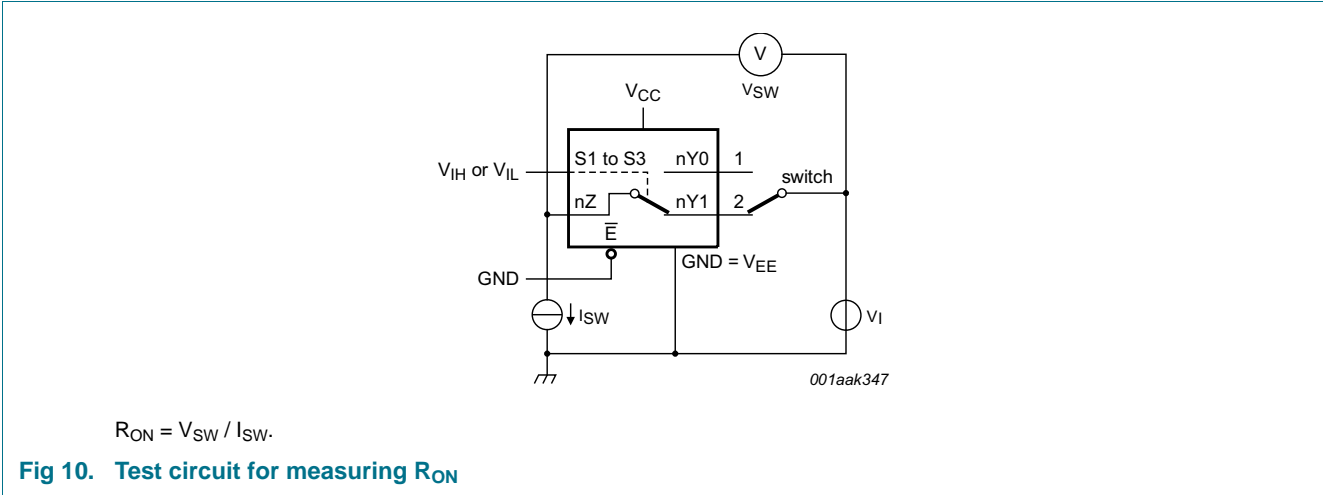 V
VSW
VCC
VIH or VIL
S1 to S3
nY0
1
switch
nZ
nY1
2
E
GND = VEE
GND
ISW
VI
001aak347
RON = VSW / ISW.
Fig 10. Test circuit for measuring RON